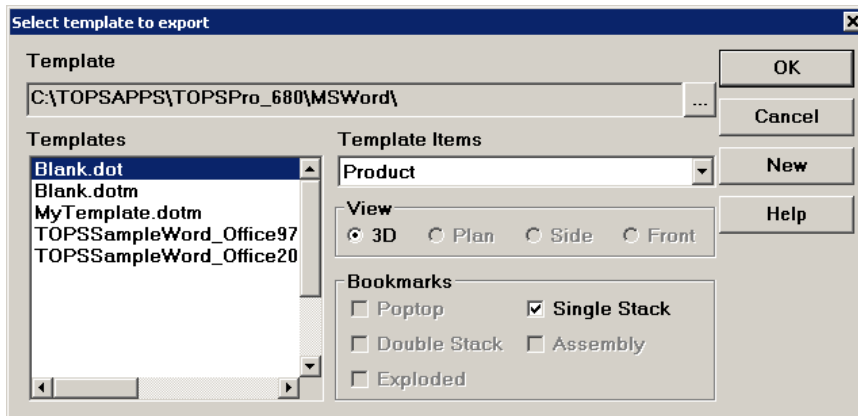 Select template to export
Template
OK
C:\TOPSAPPS\TOPSPro_680\MSWord\
...
Cancel
Templates
Template Items
Blank.dot
Blank.dotm
MyTemplate.dotm
TOPSSampleWord_Office97
TOPSSampleWord_Office20
Product
New
View
3D Plan Side Front
Help
Bookmarks
Poptop Single Stack
Double Stack Assembly
Exploded